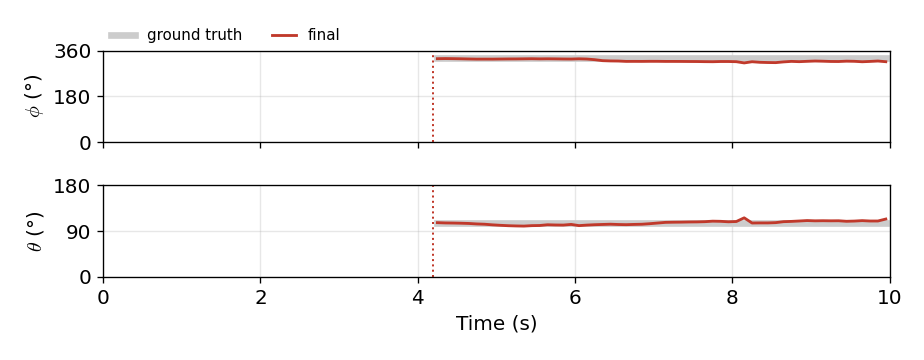 ground truth final
360
180
0
ϕ (°)
180
90
0
θ (°)
0 2 4 6 8 10
Time (s)